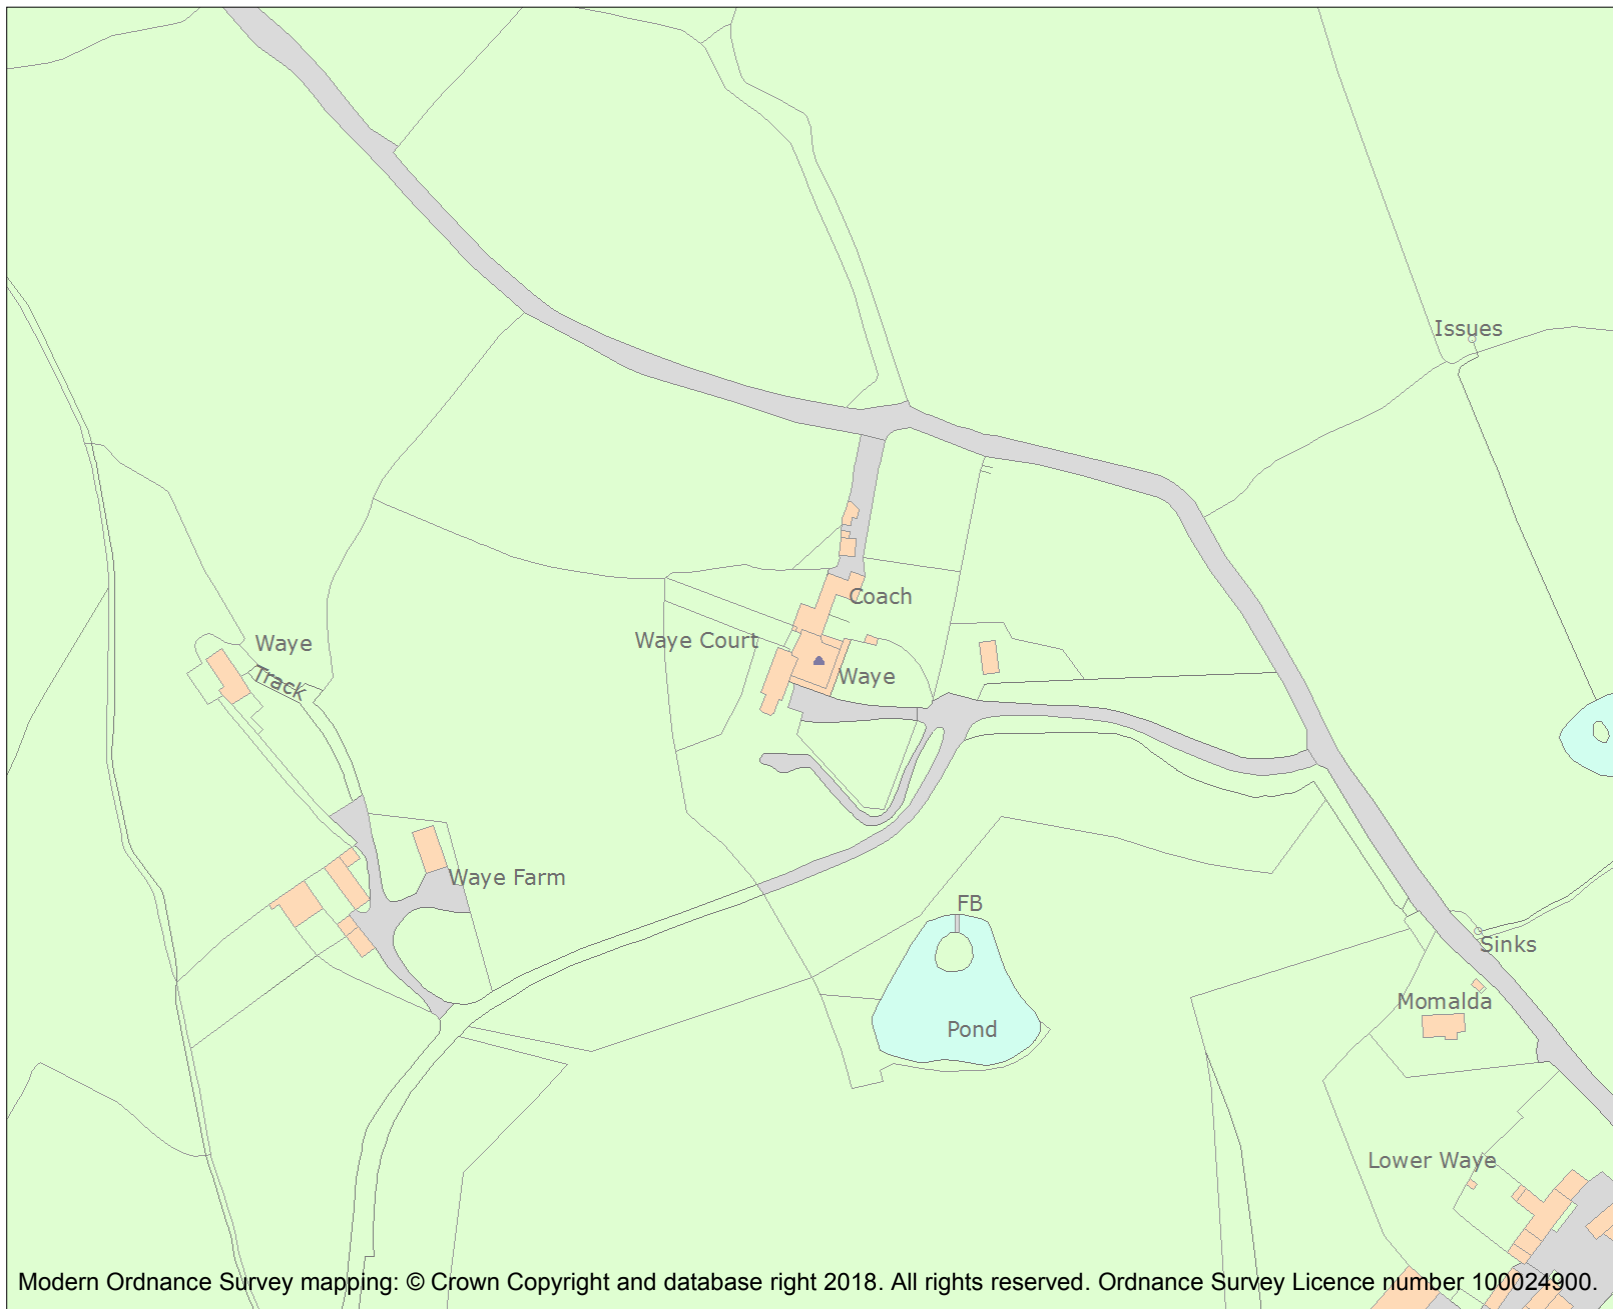 Issues
Coach
Waye Court
Waye
Waye
Track
Waye Farm
FB
Sinks
Momalda
Pond
Lower Waye
Modern Ordnance Survey mapping: © Crown Copyright and database right 2018. All rights reserved. Ordnance Survey Licence number 100024900.